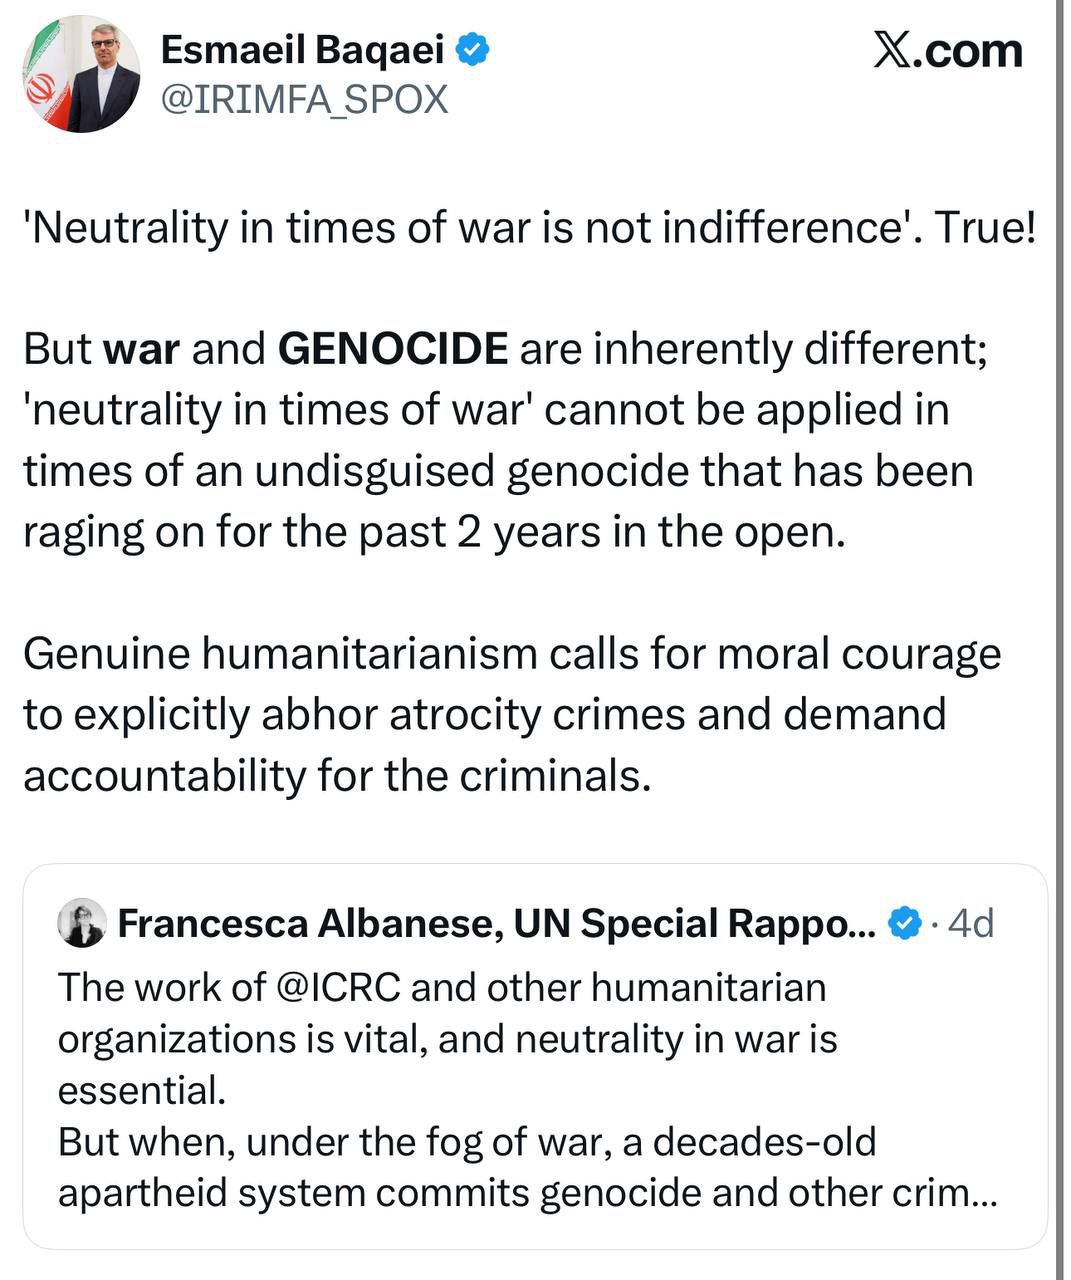 Esmaeil Baqaei
X.com
@IRIMFA_SPOX
'Neutrality in times of war is not indifference'. True!
But war and GENOCIDE are inherently different;
'neutrality in times of war' cannot be applied in
times of an undisguised genocide that has been
raging on for the past 2 years in the open.
Genuine humanitarianism calls for moral courage
to explicitly abhor atrocity crimes and demand
accountability for the criminals.
Francesca Albanese, UN Special Rappo... · 4d
The work of @ICRC and other humanitarian
organizations is vital, and neutrality in war is
essential.
But when, under the fog of war, a decades-old
apartheid system commits genocide and other crim...